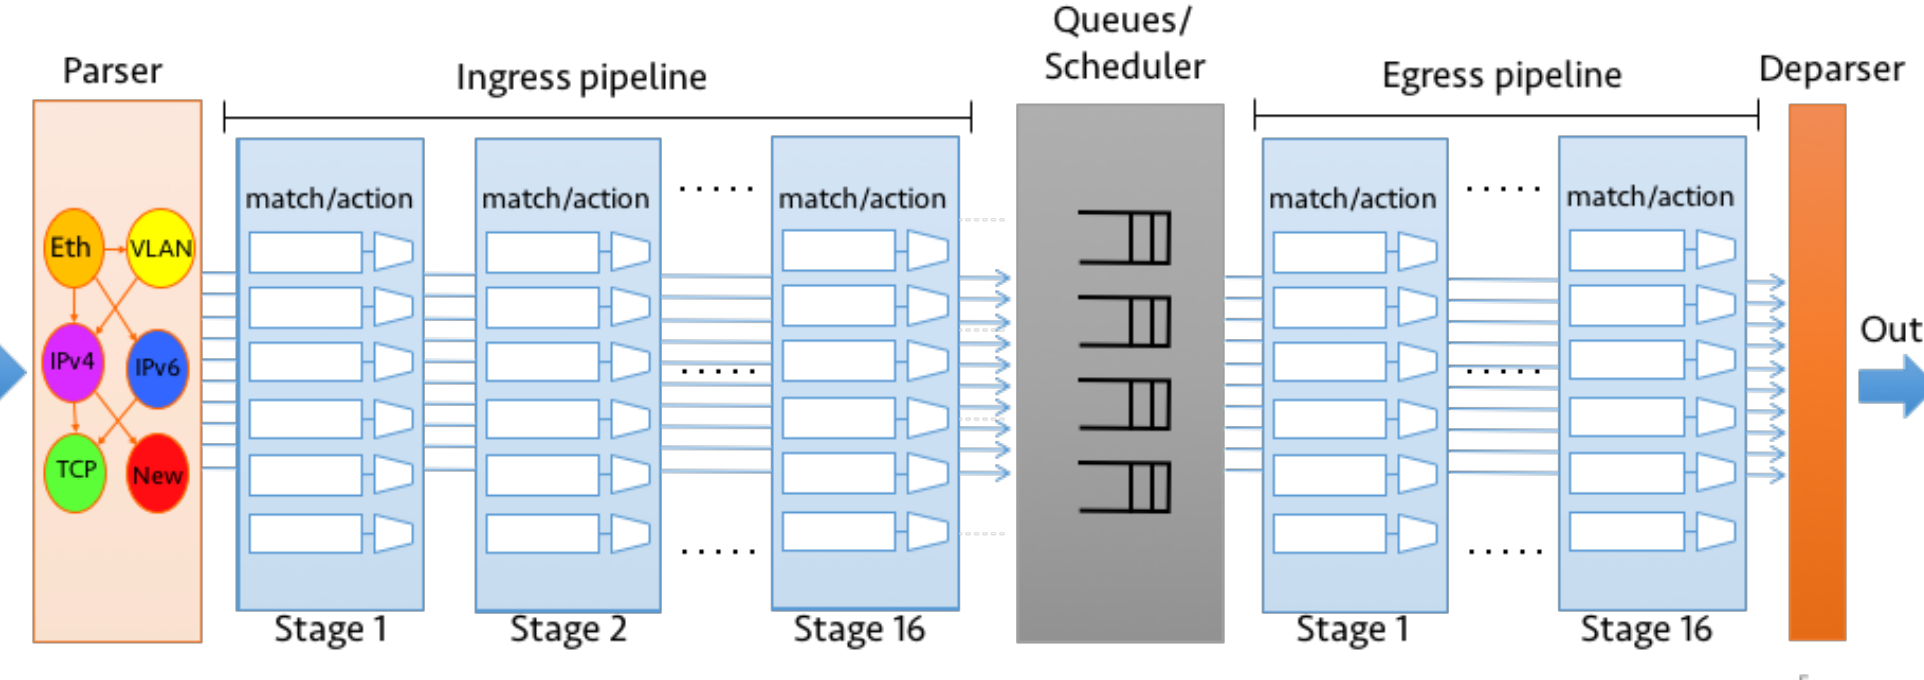 Queues/
Scheduler
Parser
Ingress pipeline
Egress pipeline
Deparser
match/action
match/action
.....
match/action
match/action
.....
match/action
Eth
VLAN
IPv4
IPv6
.....
.....
Out
TCP
New
.....
.....
Stage 1
Stage 2
Stage 16
Stage 1
Stage 16